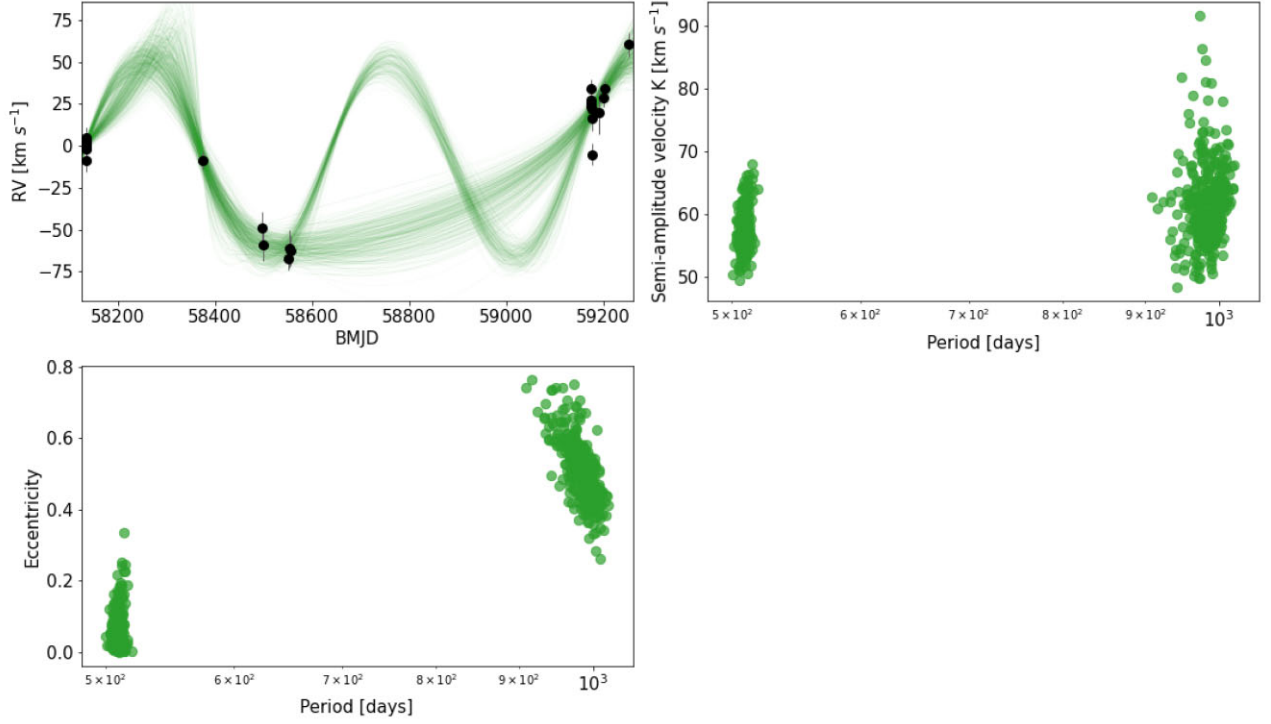 75
50
25
0
−25
−50
−75
RV [km s⁻¹]
58200 58400 58600 58800 59000 59200
BMJD
90
80
70
60
50
Semi-amplitude velocity K [km s⁻¹]
5 × 10² 6 × 10² 7 × 10² 8 × 10² 9 × 10² 10³
Period [days]
0.8
0.6
0.4
0.2
0.0
Eccentricity
5 × 10² 6 × 10² 7 × 10² 8 × 10² 9 × 10² 10³
Period [days]